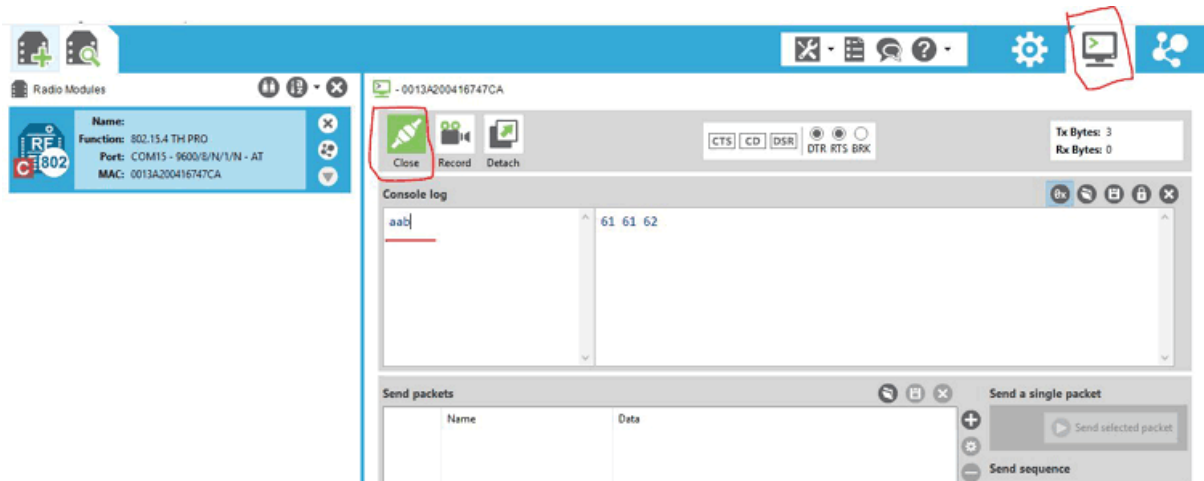 Radio Modules
Name:
Function: 802.15.4 TH PRO
Port: COM15 - 9600/8/N/1/N - AT
MAC: 0013A200416747CA
RF
C 802
- 0013A200416747CA
Close Record Detach
CTS CD DSR DTR RTS BRK
Tx Bytes: 3
Rx Bytes: 0
Console log
0x
aab 61 61 62
Send packets
Name Data
Send a single packet
Send selected packet
Send sequence